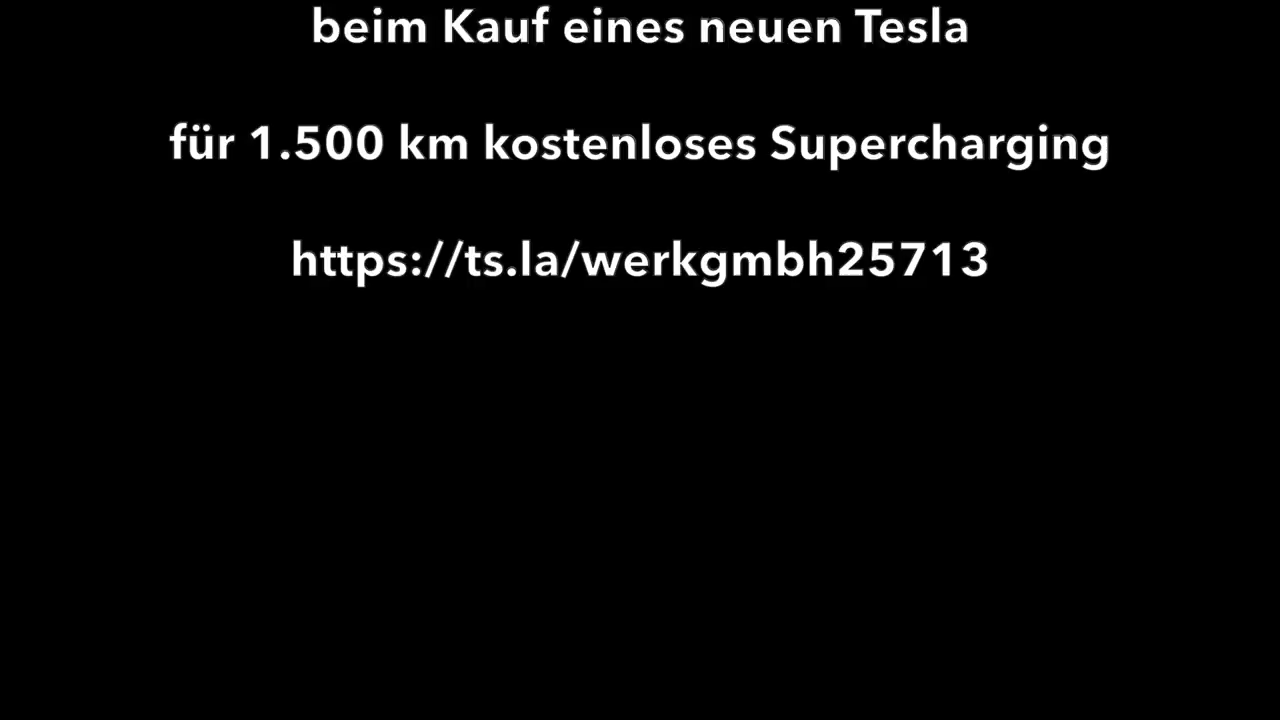 beim Kauf eines neuen Tesla
für 1.500 km kostenloses Supercharging
https://ts.la/werkgmbh25713